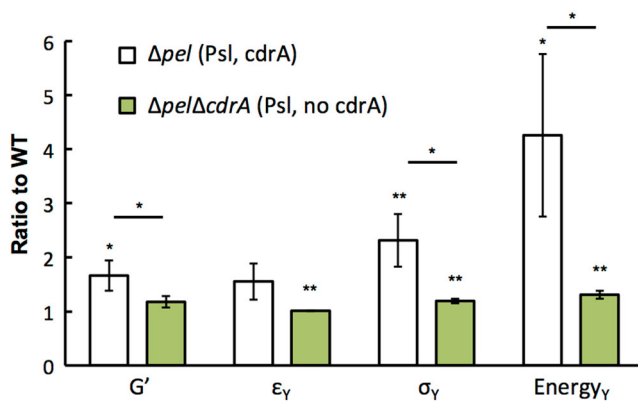 *
6
*
Δpel (Psl, cdrA)
5
ΔpelΔcdrA (Psl, no cdrA)
Ratio to WT
4
*
3
**
*
2
*
**
**
**
1
0
G’
εY
σY
EnergyY